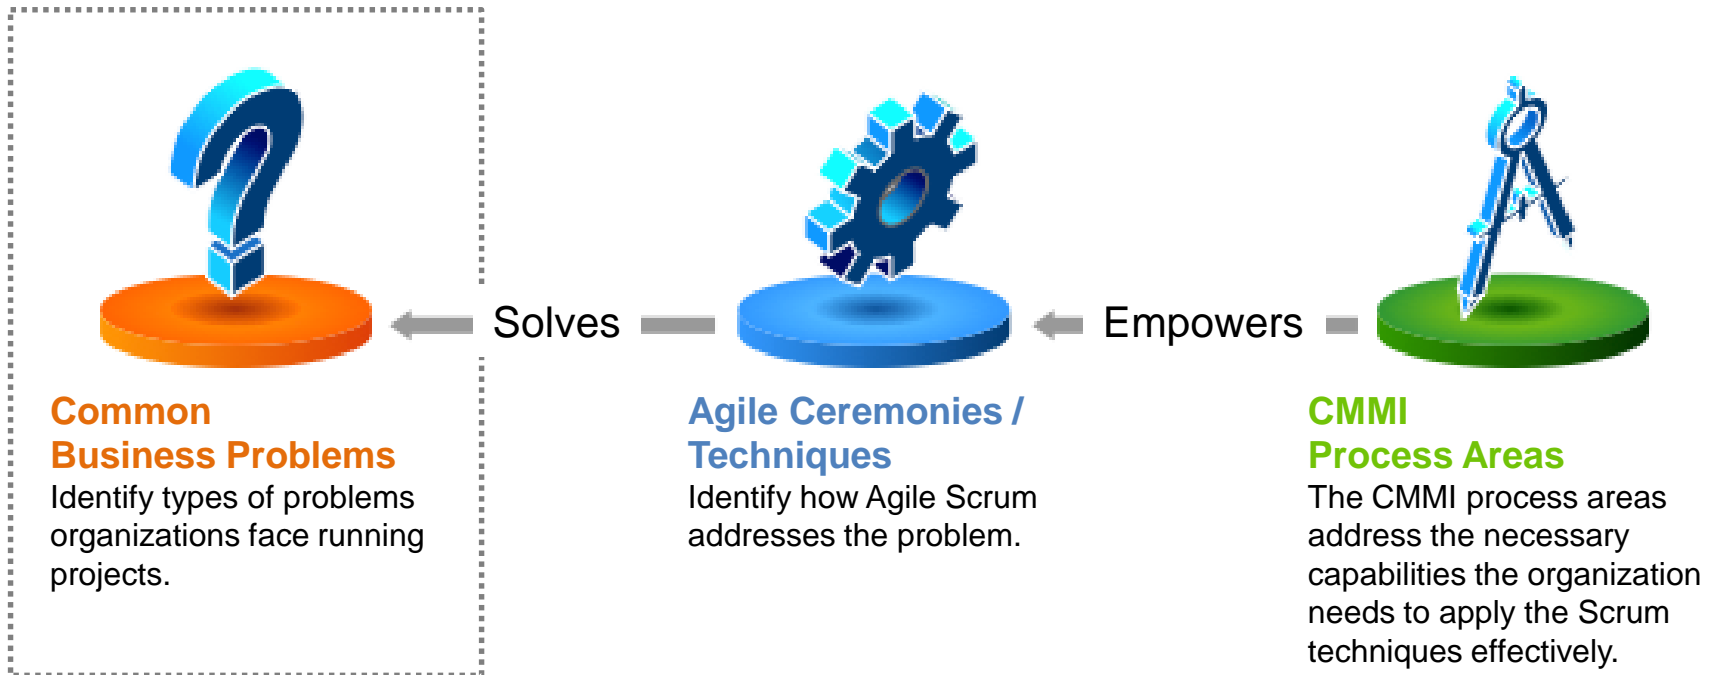 Common
Business Problems
Identify types of problems
organizations face running
projects.
Solves
Agile Ceremonies /
Techniques
Identify how Agile Scrum
addresses the problem.
Empowers
CMMI
Process Areas
The CMMI process areas
address the necessary
capabilities the organization
needs to apply the Scrum
techniques effectively.